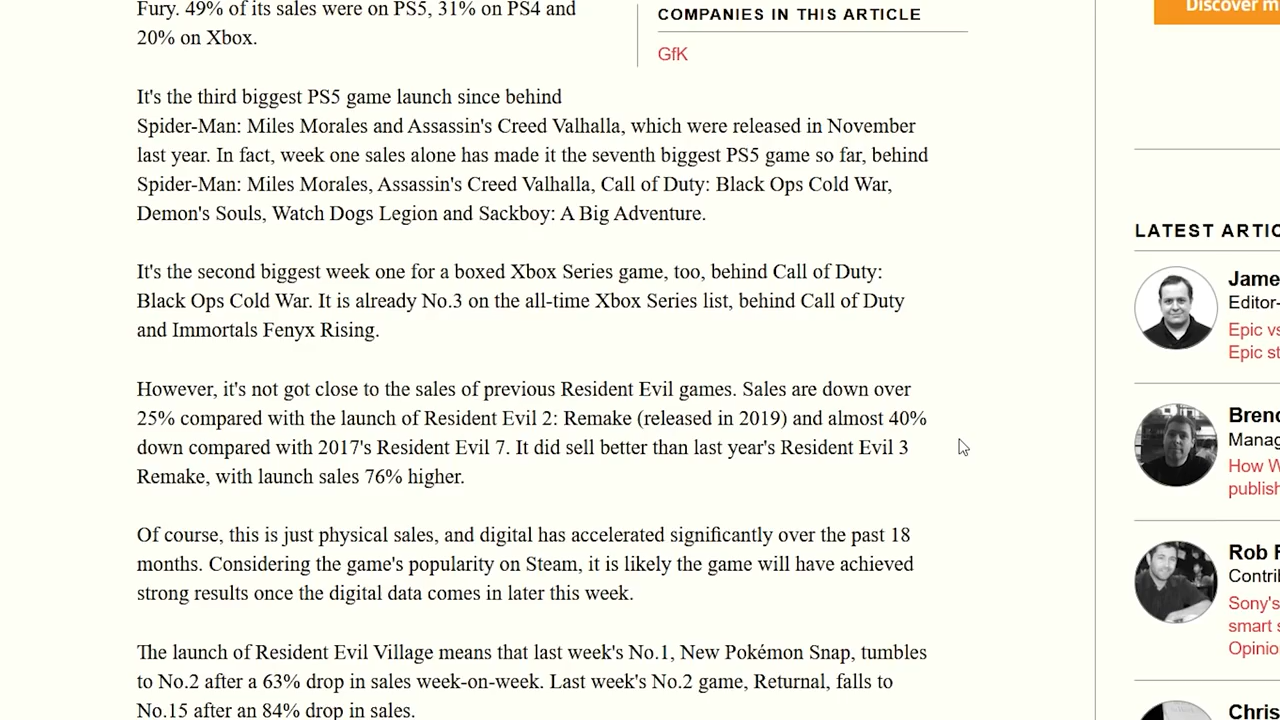 Fury. 49% of its sales were on PS5, 31% on PS4 and
20% on Xbox.
COMPANIES IN THIS ARTICLE
GfK
It's the third biggest PS5 game launch since behind
Spider-Man: Miles Morales and Assassin's Creed Valhalla, which were released in November
last year. In fact, week one sales alone has made it the seventh biggest PS5 game so far, behind
Spider-Man: Miles Morales, Assassin's Creed Valhalla, Call of Duty: Black Ops Cold War,
Demon's Souls, Watch Dogs Legion and Sackboy: A Big Adventure.
It's the second biggest week one for a boxed Xbox Series game, too, behind Call of Duty:
Black Ops Cold War. It is already No.3 on the all-time Xbox Series list, behind Call of Duty
and Immortals Fenyx Rising.
However, it's not got close to the sales of previous Resident Evil games. Sales are down over
25% compared with the launch of Resident Evil 2: Remake (released in 2019) and almost 40%
down compared with 2017's Resident Evil 7. It did sell better than last year's Resident Evil 3
Remake, with launch sales 76% higher.
Of course, this is just physical sales, and digital has accelerated significantly over the past 18
months. Considering the game's popularity on Steam, it is likely the game will have achieved
strong results once the digital data comes in later this week.
The launch of Resident Evil Village means that last week's No.1, New Pokémon Snap, tumbles
to No.2 after a 63% drop in sales week-on-week. Last week's No.2 game, Returnal, falls to
No.15 after an 84% drop in sales.
Discover m
LATEST ARTIC
Jame
Editor-
Epic vs
Epic st
Brend
Manag
How W
publish
Rob F
Contrib
Sony's
smart s
Opinio
Chris